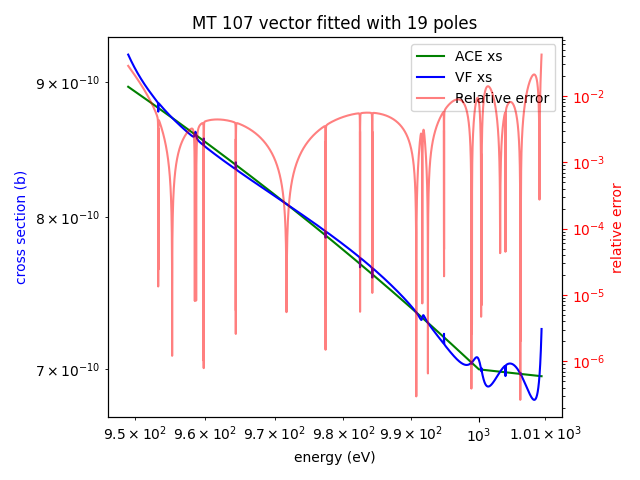 MT 107 vector fitted with 19 poles
ACE xs
VF xs
Relative error
cross section (b)
9 × 10⁻¹⁰
8 × 10⁻¹⁰
7 × 10⁻¹⁰
10⁻²
10⁻³
10⁻⁴
10⁻⁵
10⁻⁶
relative error
9.5 × 10² 9.6 × 10² 9.7 × 10² 9.8 × 10² 9.9 × 10² 10³ 1.01 × 10³
energy (eV)